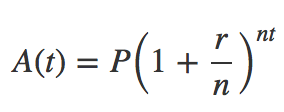 A(t) = P(1 + r/n)^{nt}